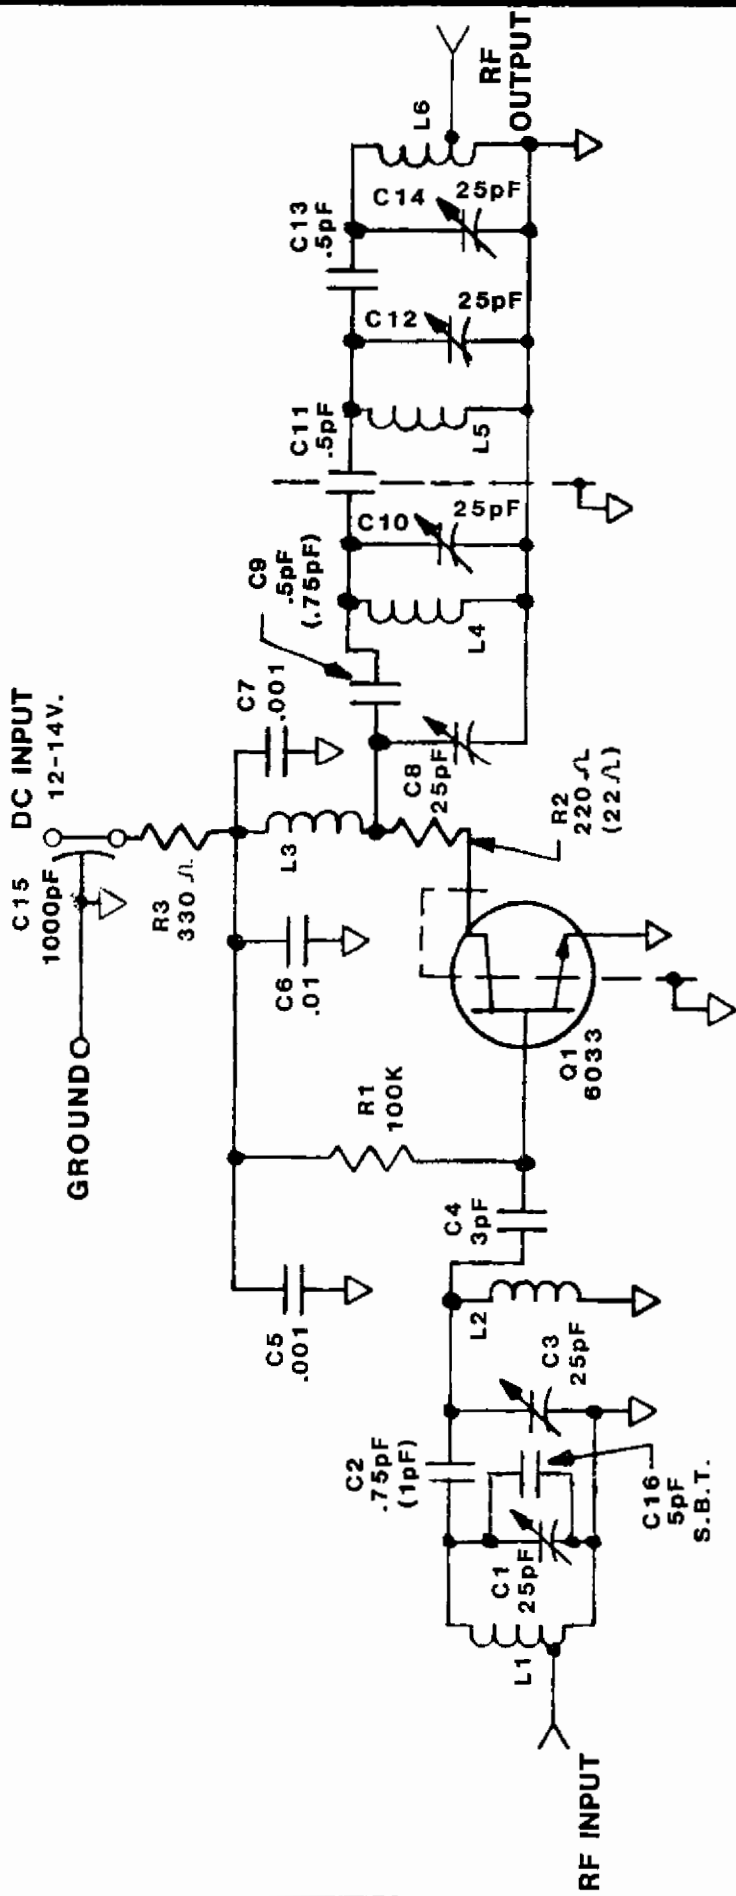 DC INPUT
12-14V.
C15
1000pF
GROUND
R3
330 Ω
C7
.001
C6
.01
C5
.001
R1
100K
L3
C9
.5pF
(.75pF)
C11
.5pF
C13
.5pF
C8
25pF
L4
C10
25pF
L5
C12
25pF
C14
25pF
L6
RF
OUTPUT
R2
220 Ω
(22 Ω)
Q1
6033
C4
3pF
L2
C3
25pF
C2
.75pF
(1pF)
C16
5pF
S.B.T.
C1
25pF
L1
RF INPUT